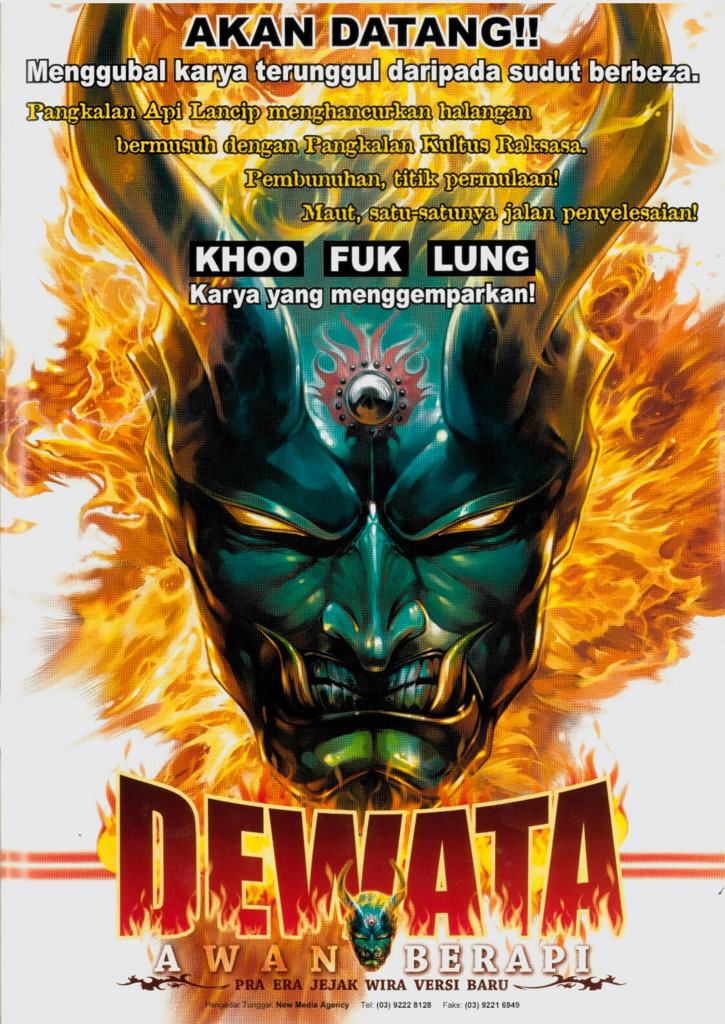 AKAN DATANG!!
Menggubal karya terunggul daripada sudut berbeza.
Pangkalan Api Lancip menghancurkan halangan
bermusuh dengan Pangkalan Kultus Raksasa.
Pembunuhan, titik permulaan!
Maut, satu-satunya jalan penyelesaian!
KHOO FUK LUNG
Karya yang menggemparkan!
DEWATA
AWAN BERAPI
PRA ERA JEJAK WIRA VERSI BARU
Pengedar Tunggal: New Media Agency Tel: (03) 9222 8128 Faks: (03) 9221 6949